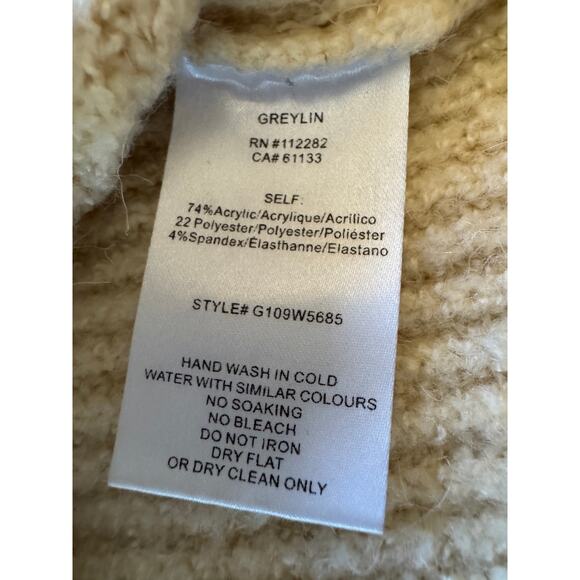 GREYLIN
RN #112282
CA# 61133
SELF:
74%Acrylic/Acrylique/Acrilico
22 Polyester/Polyester/Poliéster
4%Spandex/Élasthanne/Elastano
STYLE# G109W5685
HAND WASH IN COLD
WATER WITH SIMILAR COLOURS
NO SOAKING
NO BLEACH
DO NOT IRON
DRY FLAT
OR DRY CLEAN ONLY